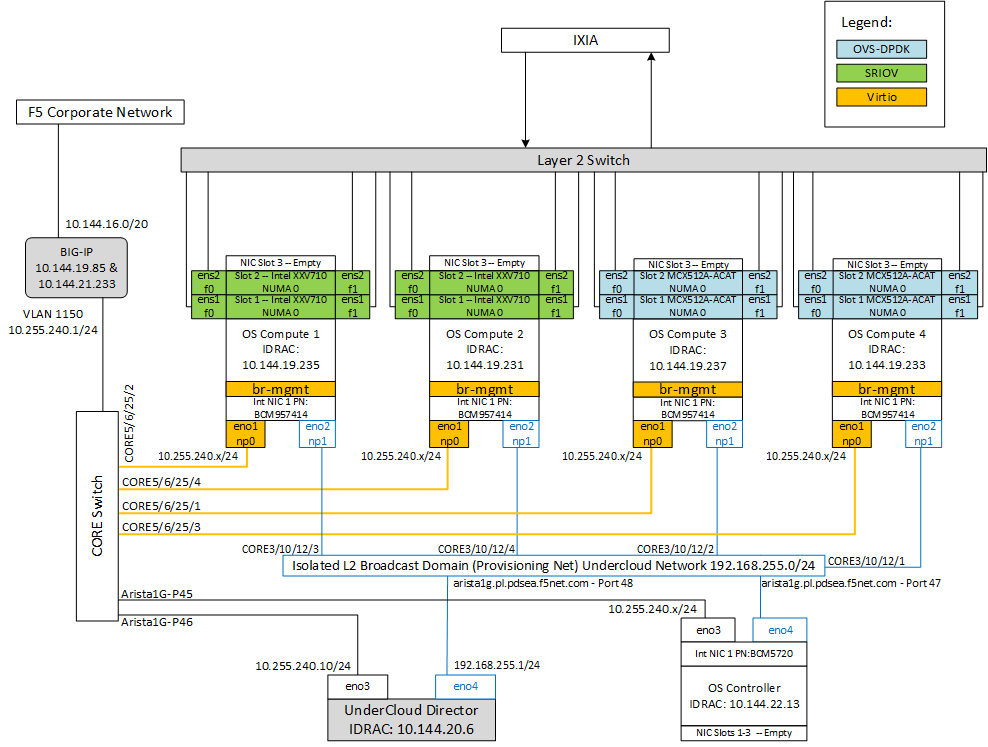 Legend:
OVS-DPDK
SRIOV
Virtio
IXIA
F5 Corporate Network
Layer 2 Switch
10.144.16.0/20
BIG-IP
10.144.19.85 &
10.144.21.233
VLAN 1150
10.255.240.1/24
NIC Slot 3 -- Empty
ens2
f0
Slot 2 -- Intel XXV710
NUMA 0
ens2
f1
ens1
f0
Slot 1 -- Intel XXV710
NUMA 0
ens1
f1
OS Compute 1
IDRAC:
10.144.19.235
br-mgmt
Int NIC 1 PN:
BCM957414
eno1
np0
eno2
np1
10.255.240.x/24
NIC Slot 3 -- Empty
ens2
f0
Slot 2 -- Intel XXV710
NUMA 0
ens2
f1
ens1
f0
Slot 1 -- Intel XXV710
NUMA 0
ens1
f1
OS Compute 2
IDRAC:
10.144.19.231
br-mgmt
Int NIC 1 PN:
BCM957414
eno1
np0
eno2
np1
10.255.240.x/24
NIC Slot 3 -- Empty
ens2
f0
Slot 2 MCX512A-ACAT
NUMA 0
ens2
f1
ens1
f0
Slot 1 MCX512A-ACAT
NUMA 0
ens1
f1
OS Compute 3
IDRAC:
10.144.19.237
br-mgmt
Int NIC 1 PN:
BCM957414
eno1
np0
eno2
np1
10.255.240.x/24
NIC Slot 3 -- Empty
ens2
f0
Slot 2 MCX512A-ACAT
NUMA 0
ens2
f1
ens1
f0
Slot 1 MCX512A-ACAT
NUMA 0
ens1
f1
OS Compute 4
IDRAC:
10.144.19.233
br-mgmt
Int NIC 1 PN:
BCM957414
eno1
np0
eno2
np1
10.255.240.x/24
CORE5/6/25/2
CORE5/6/25/4
CORE5/6/25/1
CORE5/6/25/3
CORE Switch
CORE3/10/12/3
CORE3/10/12/4
CORE3/10/12/2
CORE3/10/12/1
Isolated L2 Broadcast Domain (Provisioning Net) Undercloud Network 192.168.255.0/24
arista1g.pl.pdsea.f5net.com - Port 48
arista1g.pl.pdsea.f5net.com - Port 47
Arista1G-P45
Arista1G-P46
10.255.240.x/24
eno3
eno4
Int NIC 1 PN:BCM5720
OS Controller
IDRAC: 10.144.22.13
NIC Slots 1-3 -- Empty
10.255.240.10/24
192.168.255.1/24
eno3
eno4
UnderCloud Director
IDRAC: 10.144.20.6